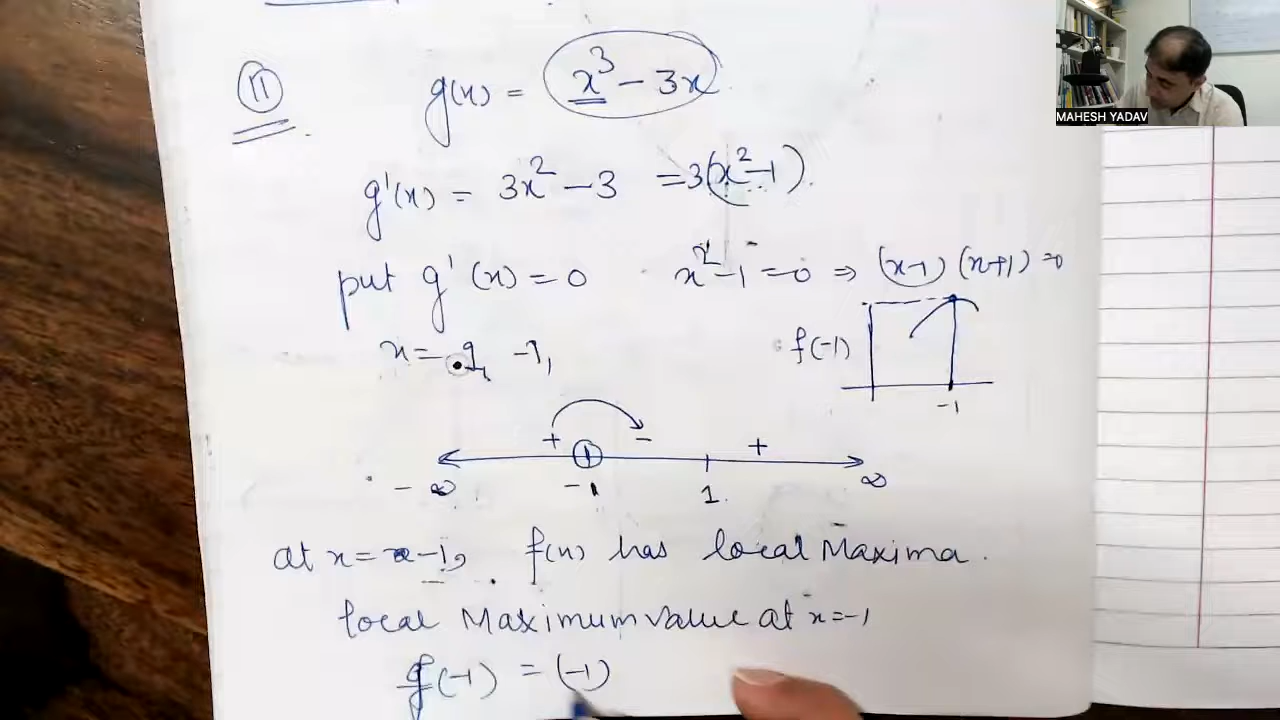 MAHESH YADAV
(ii) g(x) = x³ - 3x
g'(x) = 3x² - 3 = 3(x² - 1).
put g'(x) = 0 x² - 1 = 0 ⇒ (x-1) (x+1) = 0
x = 1, -1,
f(-1)
-1
+ - +
- ∞ -1 1 ∞
at x = -1, f(x) has local Maxima.
local Maximum value at x = -1
g(-1) = (-1)